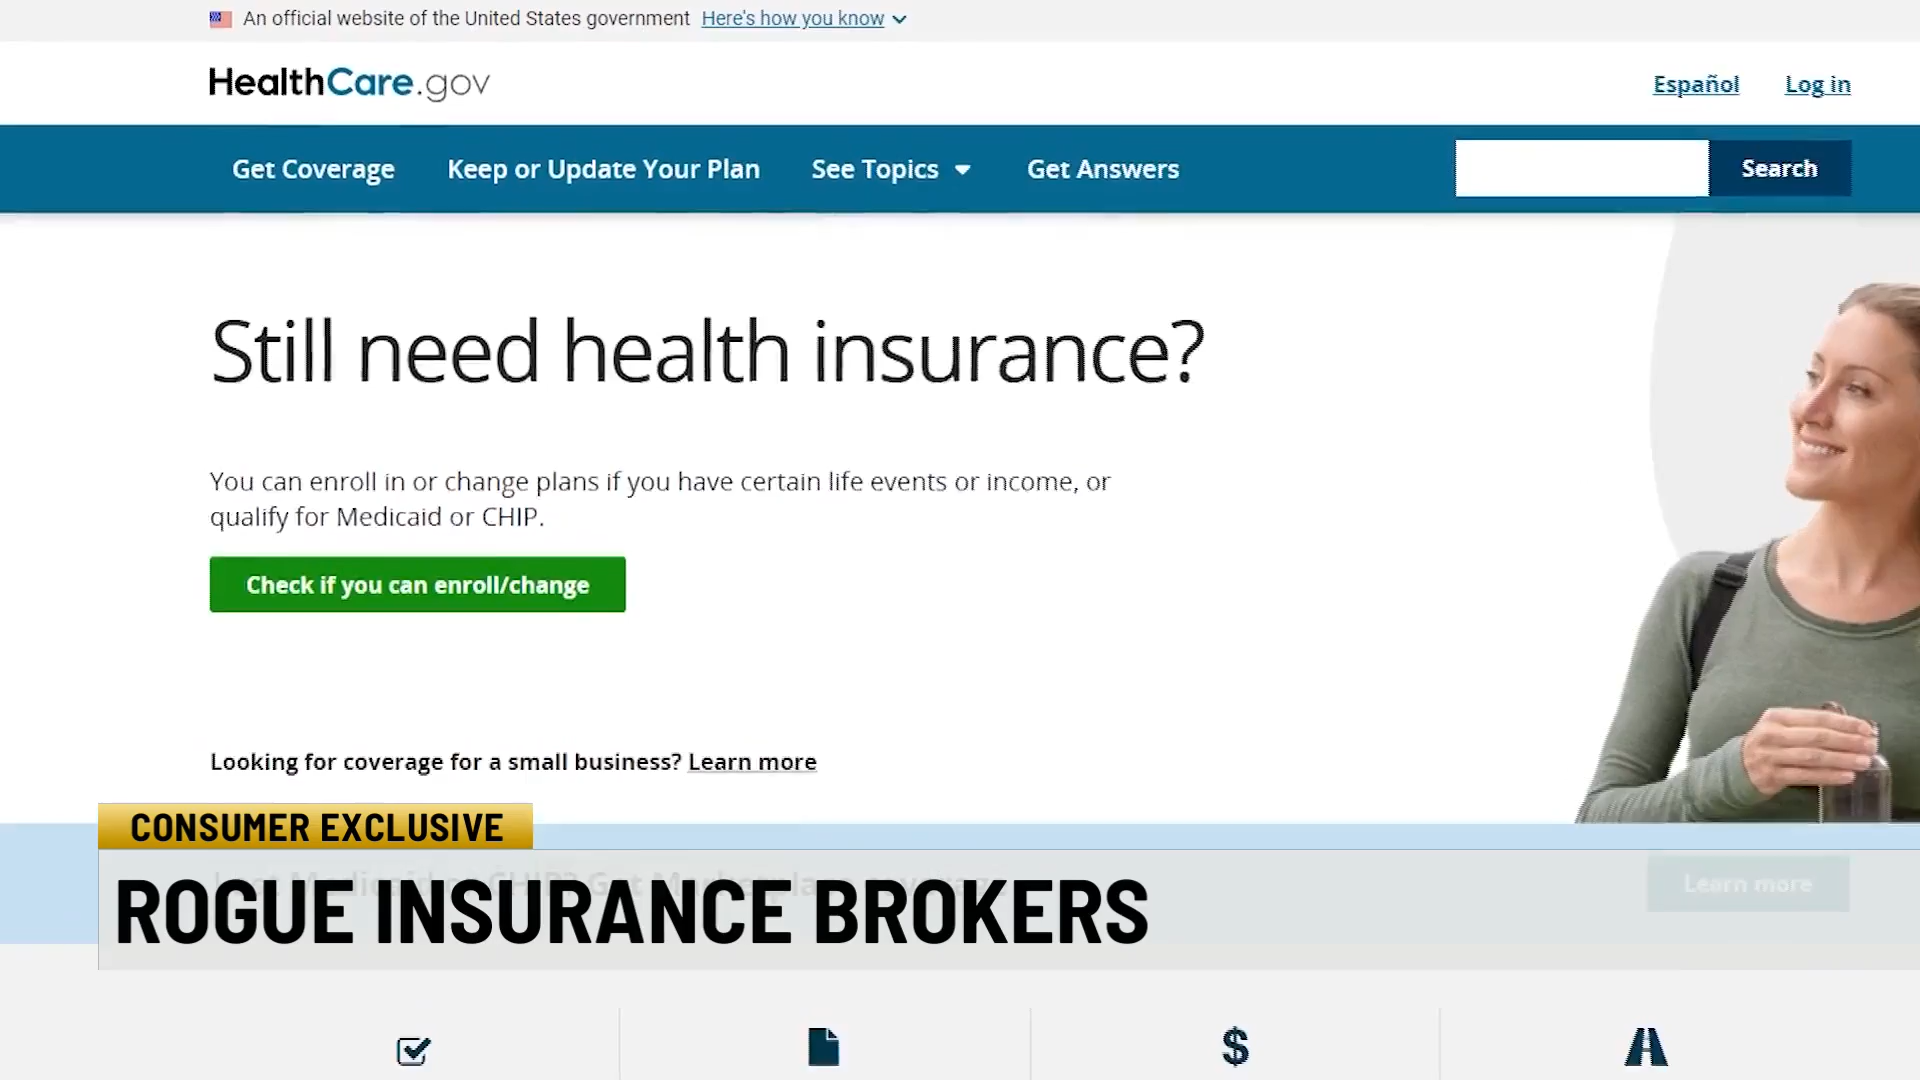 An official website of the United States government Here's how you know
HealthCare.gov
Español Log in
Get Coverage Keep or Update Your Plan See Topics Get Answers Search
Still need health insurance?
You can enroll in or change plans if you have certain life events or income, or
qualify for Medicaid or CHIP.
Check if you can enroll/change
Looking for coverage for a small business? Learn more
CONSUMER EXCLUSIVE
Learn more
ROGUE INSURANCE BROKERS